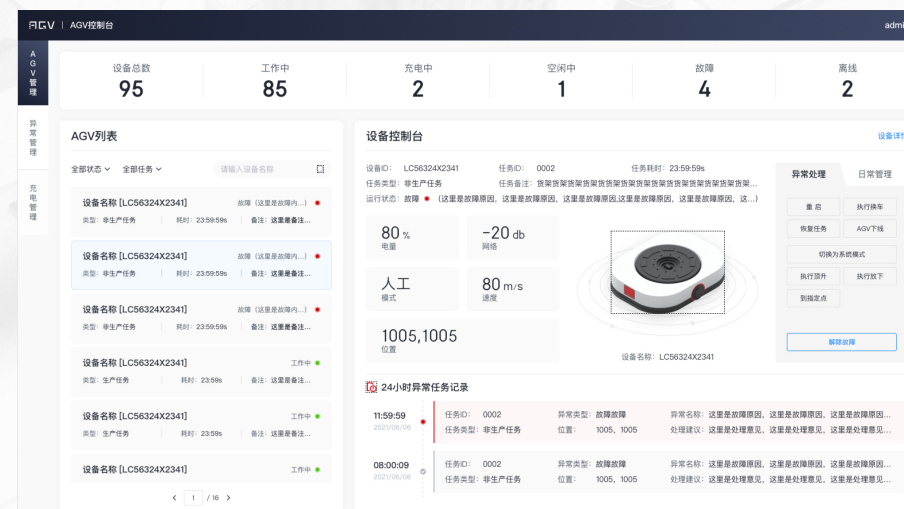 AGV | AGV控制台
admi
AGV管理
异常管理
充电管理
设备总数 工作中 充电中 空闲中 故障 离线
95 85 2 1 4 2
AGV列表
全部状态 全部任务 请输入设备名称
设备名称 [LC56324X2341] 故障（这里是故障内...）
类型：非生产任务 耗时：23:59:59s 备注：这里是备注...
设备名称 [LC56324X2341] 故障（这里是故障内...）
类型：非生产任务 耗时：23:59:59s 备注：这里是备注...
设备名称 [LC56324X2341] 故障（这里是故障内...）
类型：非生产任务 耗时：23:59:59s 备注：这里是备注...
设备名称 [LC56324X2341] 工作中
类型：生产任务 耗时：23:59s 备注：这里是备注...
设备名称 [LC56324X2341] 工作中
类型：生产任务 耗时：23:59s 备注：这里是备注...
设备名称 [LC56324X2341] 工作中
< 1 / 16 >
设备控制台 设备详
设备ID： LC56324X2341 任务ID： 0002 任务耗时：23:59:59s
任务类型：非生产任务 任务备注：货架货架货架货架货架货架货架货架货架货架货架货架货架货架...
运行状态：故障 （这里是故障原因，这里是故障原因，这里是故障原因,这里是故障原因，这里是故障原因，这...）
80 % -20 db
电量 网络
人工 80 m/s
模式 速度
1005,1005
位置
设备名称：LC56324X2341
异常处理 日常管理
重启 执行换车
恢复任务 AGV下线
切换为系统模式
执行顶升 执行放下
到指定点
解除故障
24小时异常任务记录
11:59:59 任务ID： 0002 异常类型：故障故障 异常名称：这里是故障原因，这里是故障原因，这里是故障原因...
2021/06/06 任务类型：非生产任务 位置： 1005，1005 处理建议：这里是处理意见，这里是处理意见，这里是处理意见...
08:00:09 任务ID： 0002 异常类型：故障故障 异常名称：这里是故障原因，这里是故障原因，这里是故障原因...
2021/06/06 任务类型：非生产任务 位置： 1005，1005 处理建议：这里是处理意见，这里是处理意见，这里是处理意见...